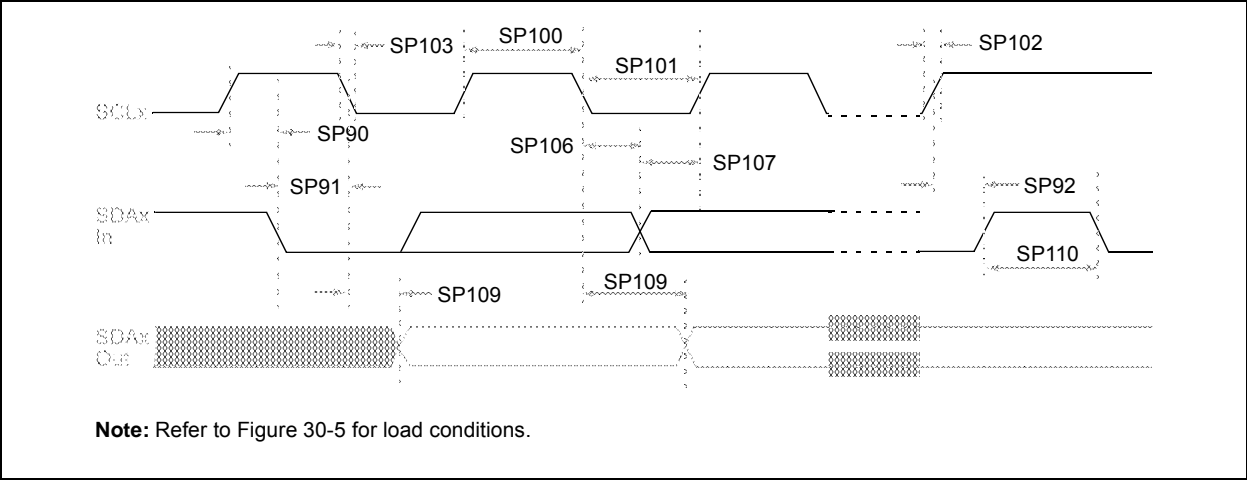 SP103
SP100
SP102
SP101
SCLx
SP90
SP106
SP107
SP91
SP92
SDAx
In
SP110
SP109
SP109
SDAx
Out
Note: Refer to Figure 30-5 for load conditions.